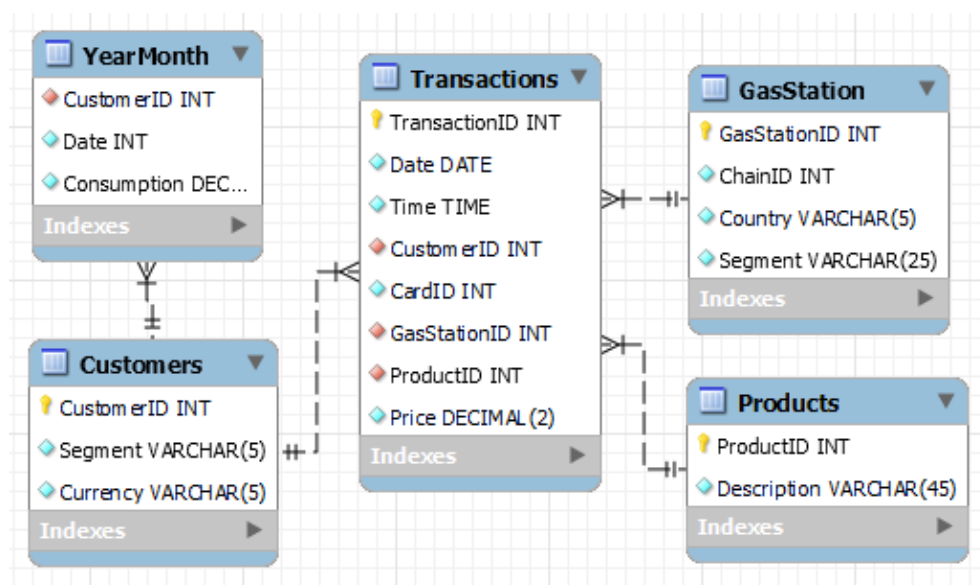 YearMonth
CustomerID INT
Date INT
Consumption DEC...
Indexes
Customers
CustomerID INT
Segment VARCHAR(5)
Currency VARCHAR(5)
Indexes
Transactions
TransactionID INT
Date DATE
Time TIME
CustomerID INT
CardID INT
GasStationID INT
ProductID INT
Price DECIMAL(2)
Indexes
GasStation
GasStationID INT
ChainID INT
Country VARCHAR(5)
Segment VARCHAR(25)
Indexes
Products
ProductID INT
Description VARCHAR(45)
Indexes